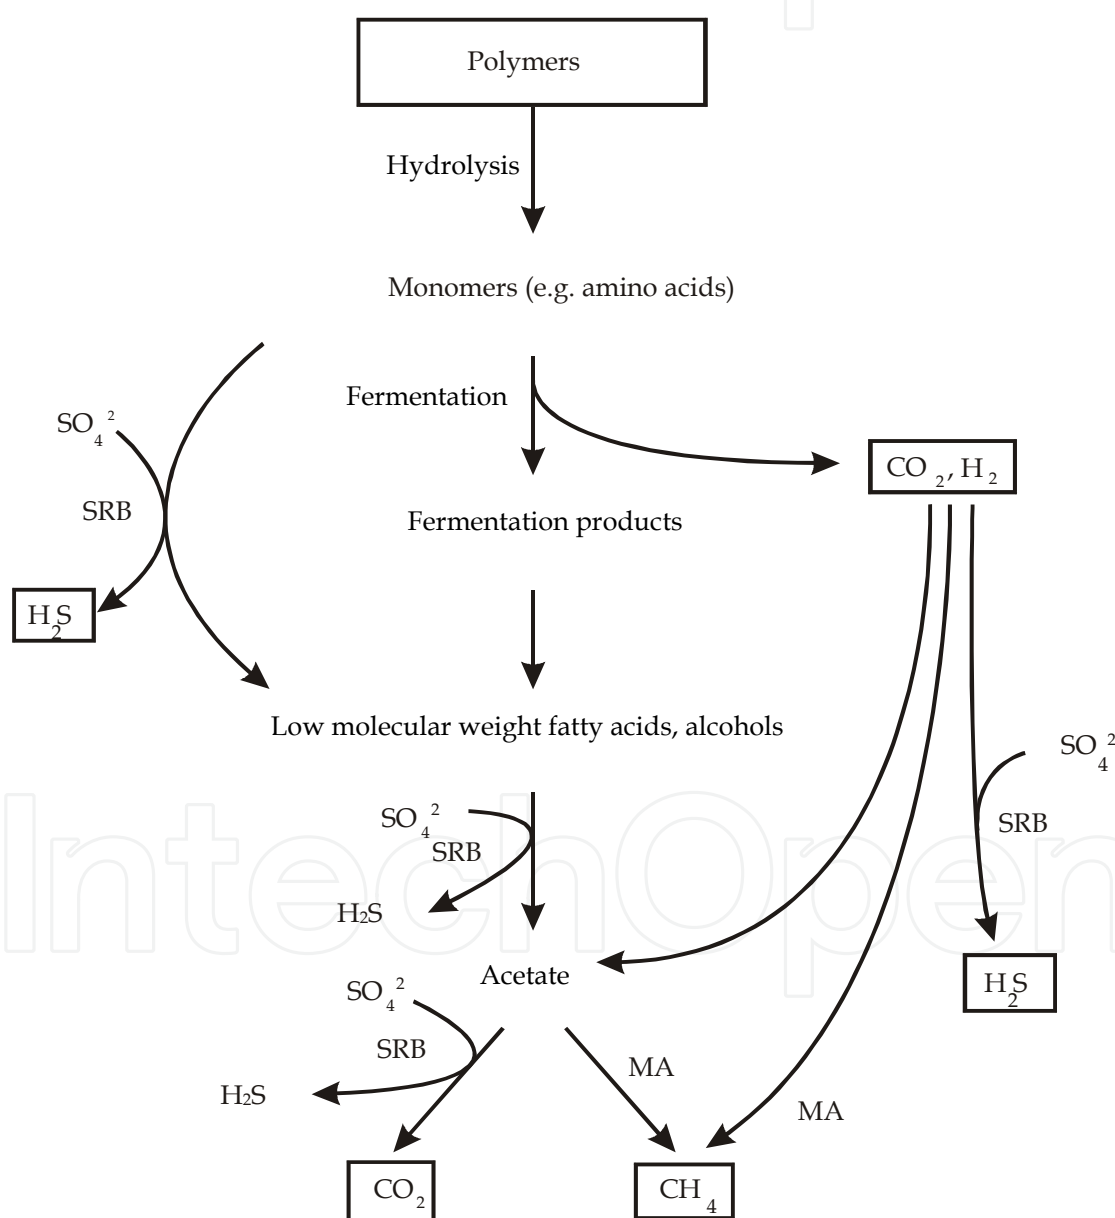 Polymers
Hydrolysis
Monomers (e.g. amino acids)
Fermentation
SO4 2
CO2, H2
SRB
Fermentation products
H2S
Low molecular weight fatty acids, alcohols
SO4 2
SO4 2
SRB
SRB
H2S
Acetate
H2S
SO4 2
SRB
MA
H2S
MA
CO2
CH4
IntechOpen